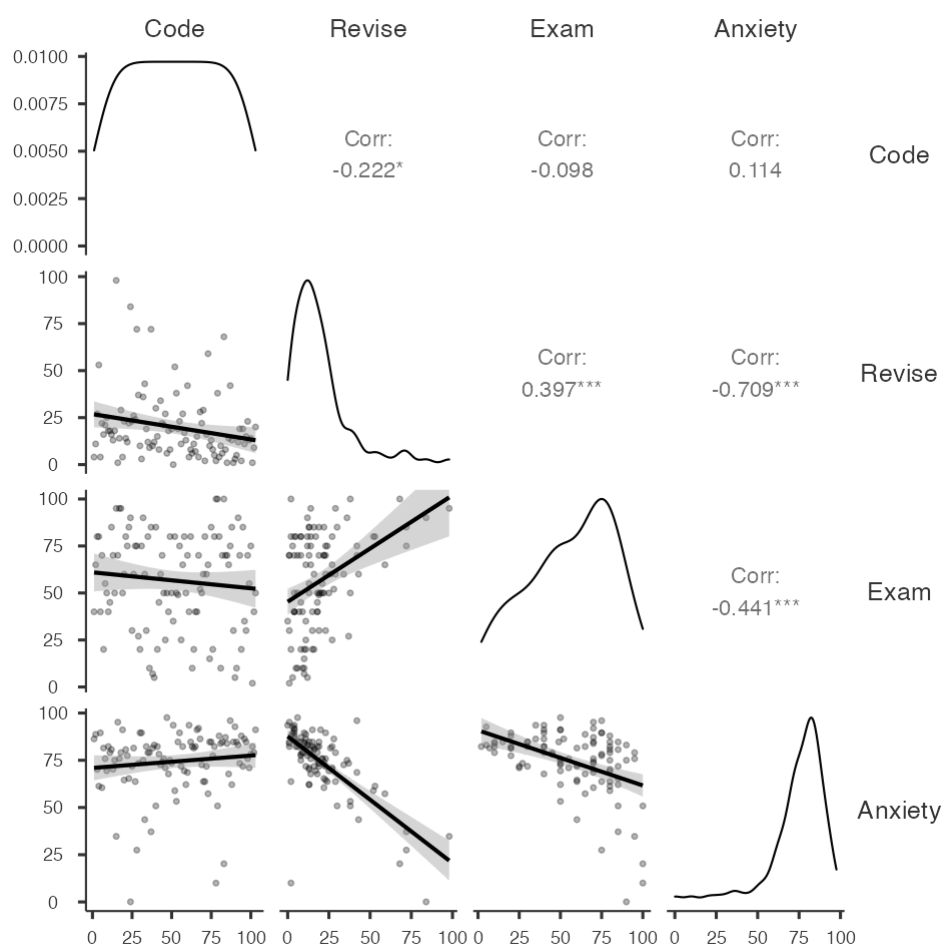 Code Revise Exam Anxiety
0.0100
0.0075
0.0050
0.0025
0.0000
Corr:
-0.222*
Corr:
-0.098
Corr:
0.114
Code
100
75
50
25
0
Corr:
0.397***
Corr:
-0.709***
Revise
100
75
50
25
0
Corr:
-0.441***
Exam
100
75
50
25
0
Anxiety
0 25 50 75 100 0 25 50 75 100 0 25 50 75 100 0 25 50 75 100